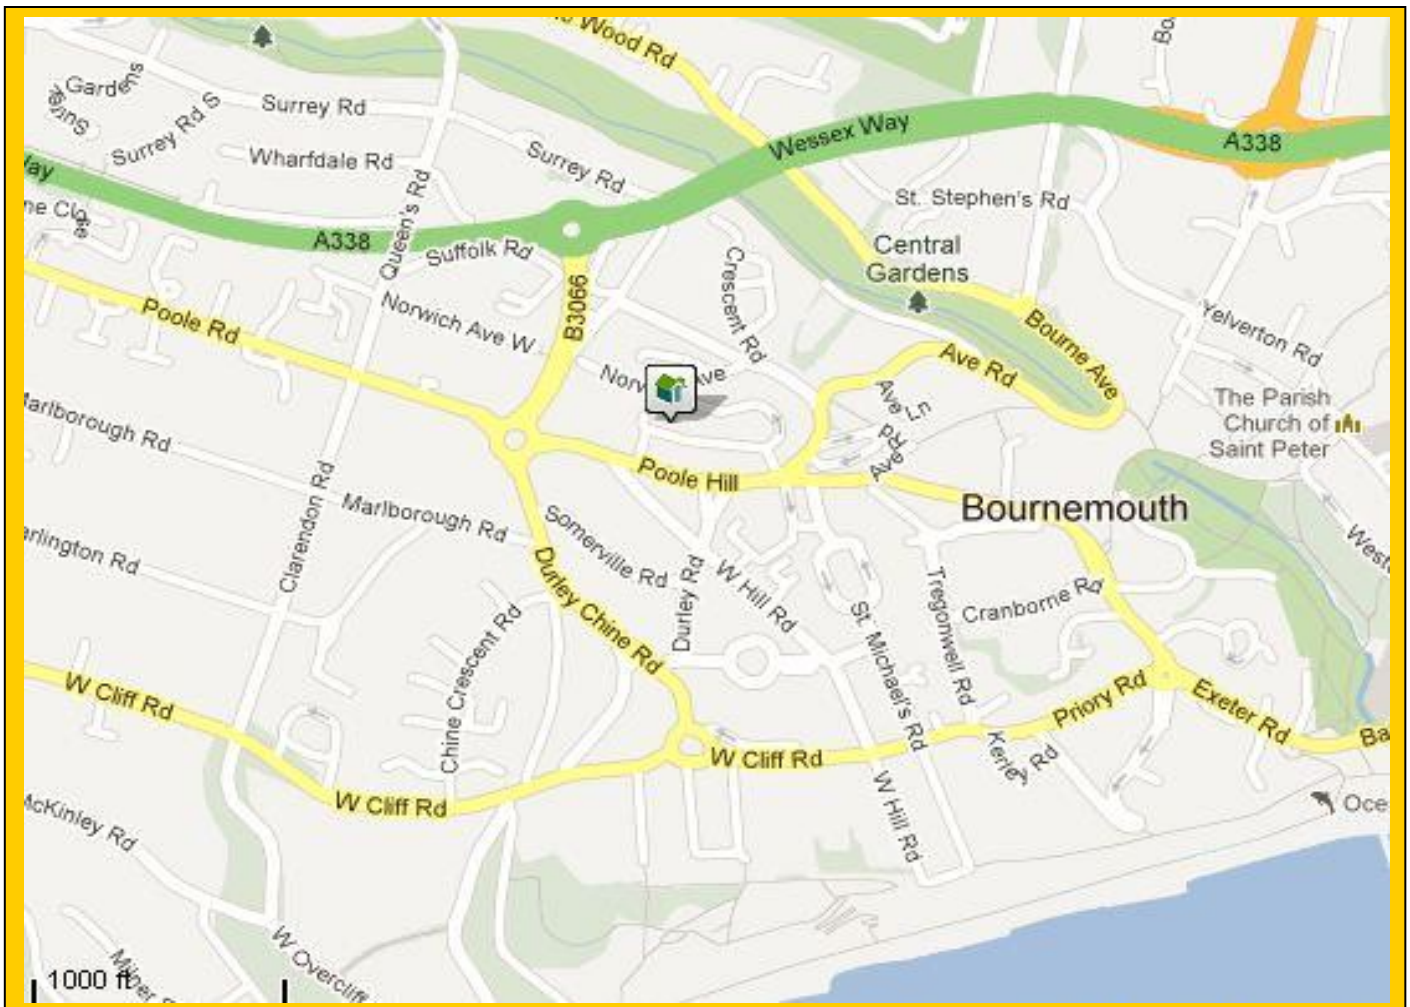 Wood Rd
Gardens
Surrey Rd S
Surrey Rd
Wharfdale Rd
Surrey Rd
Wessex Way
A338
St. Stephen's Rd
Queen's Rd
A338
Suffolk Rd
Central
Gardens
Crescent Rd
B3066
Norwich Ave W
Poole Rd
Yelverton Rd
Bourne Ave
Ave Rd
Ave
Ave Ln
Ave Rd
The Parish
Church of
Saint Peter
Marlborough Rd
Poole Hill
Bournemouth
Clarendon Rd
Marlborough Rd
Somerville Rd
Durley Chine Rd
Durley Rd
W Hill Rd
Tregonwell Rd
Cranborne Rd
St. Michael's Rd
Chine Crescent Rd
W Cliff Rd
Priory Rd
Exeter Rd
Ba
W Cliff Rd
Rd
W Cliff Rd
W Hill Rd
McKinley Rd
Oce
W Overcliff
1000 ft